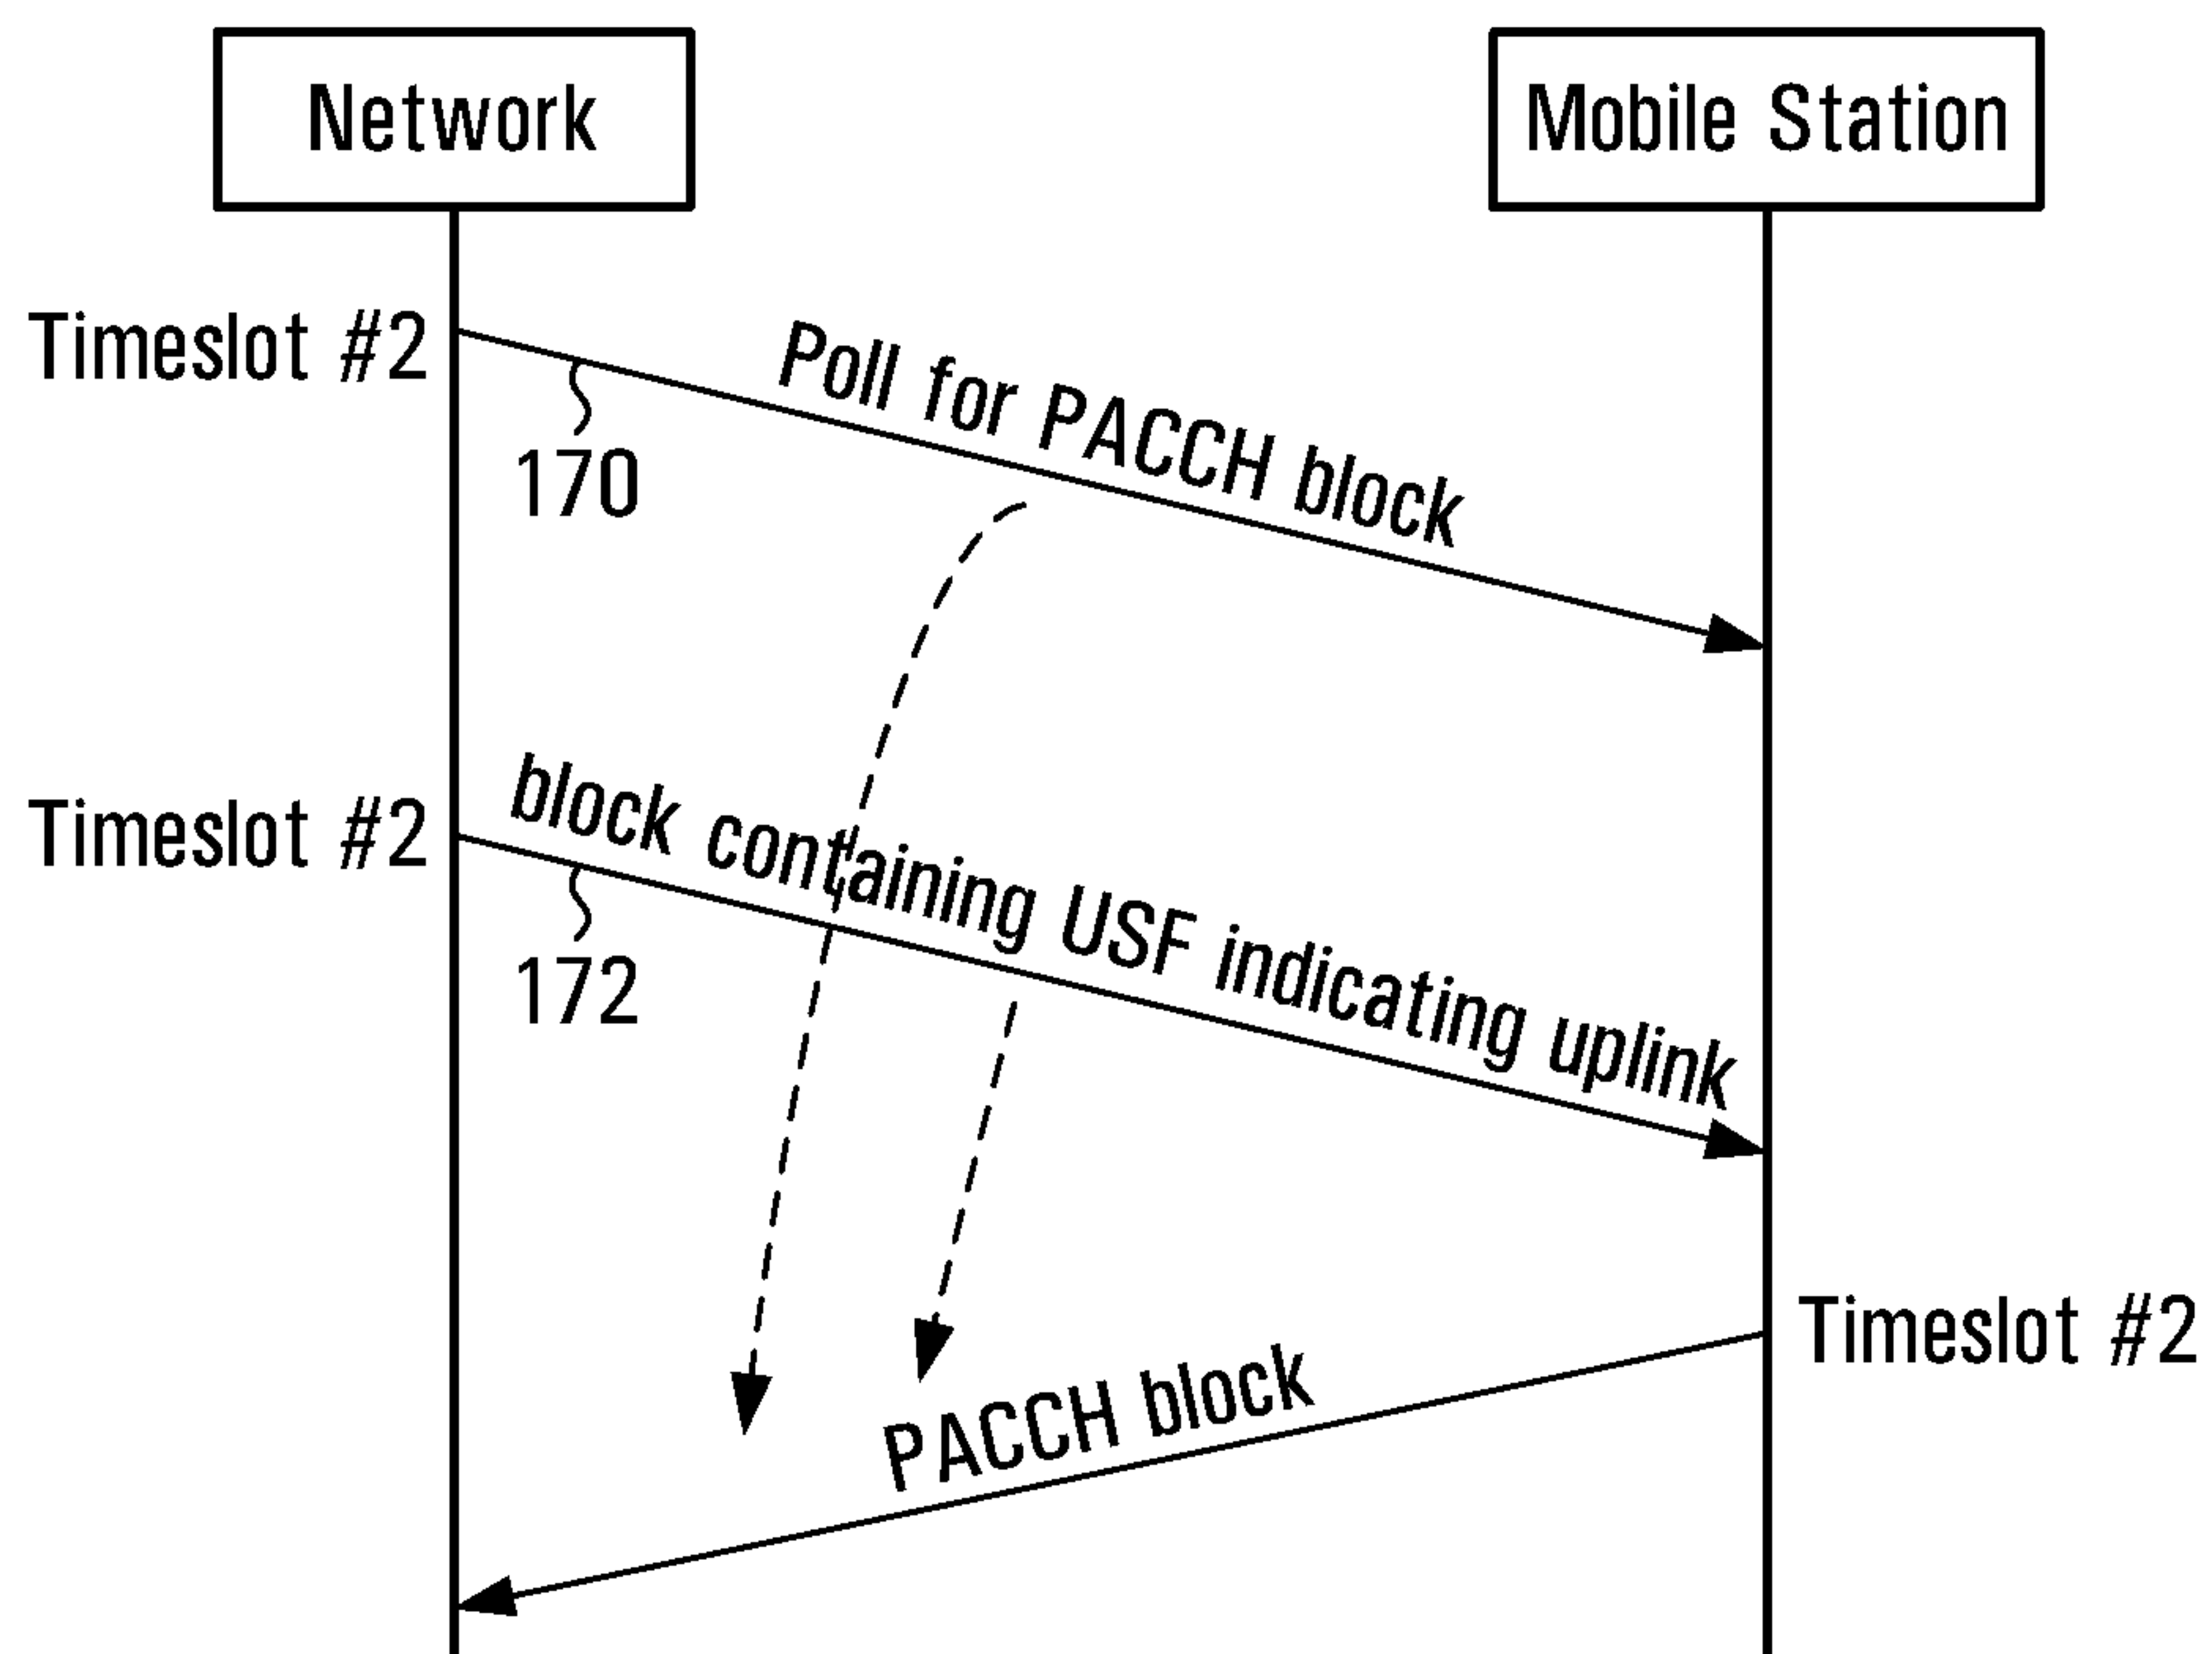 Network
Mobile Station
Timeslot #2
Poll for PACCH block
170
Timeslot #2
block containing USF indicating uplink
172
Timeslot #2
PACCH block